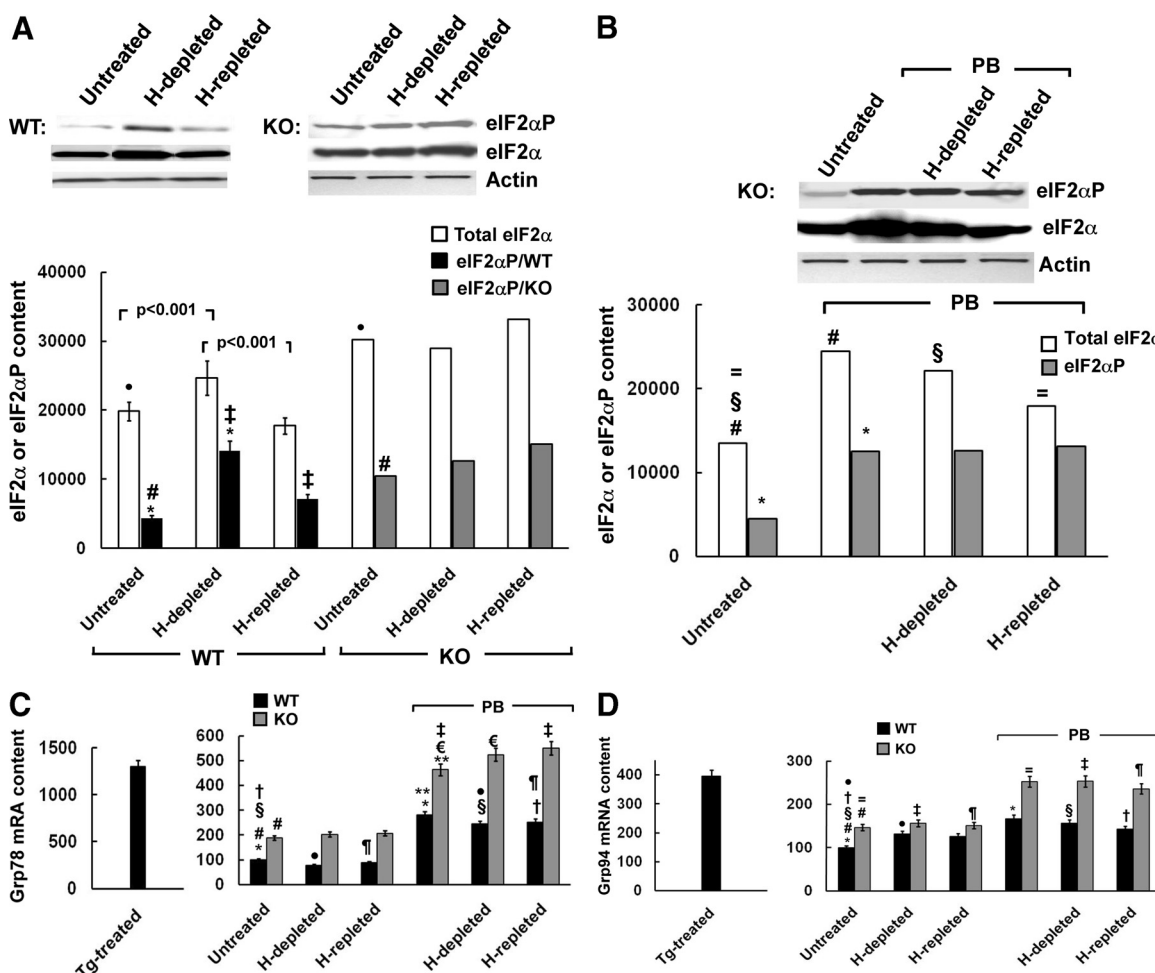 A
Untreated
H-depleted
H-repleted
Untreated
H-depleted
H-repleted
WT:
KO:
eIF2αP
eIF2α
Actin
Total eIF2α
eIF2αP/WT
eIF2αP/KO
eIF2α or eIF2αP content
40000
30000
20000
10000
0
p<0.001
p<0.001
•
#
*
‡
*
‡
•
#
Untreated
H-depleted
H-repleted
Untreated
H-depleted
H-repleted
WT
KO
B
PB
Untreated
H-depleted
H-repleted
KO:
eIF2αP
eIF2α
Actin
PB
Total eIF2α
eIF2αP
eIF2α or eIF2αP content
30000
20000
10000
0
=
§
#
*
#
*
§
=
Untreated
H-depleted
H-repleted
C
Grp78 mRA content
1500
1000
500
0
Tg-treated
WT
KO
PB
600
500
400
300
200
100
0
†
§
#
*
#
•
¶
**
*
‡
€
**
•
§
€
¶
†
‡
Untreated
H-depleted
H-repleted
H-depleted
H-repleted
D
Grp94 mRNA content
400
300
200
100
0
Tg-treated
WT
KO
PB
300
200
100
0
•
†
§
#
*
=
#
•
‡
¶
*
=
§
‡
†
¶
Untreated
H-depleted
H-repleted
H-depleted
H-repleted